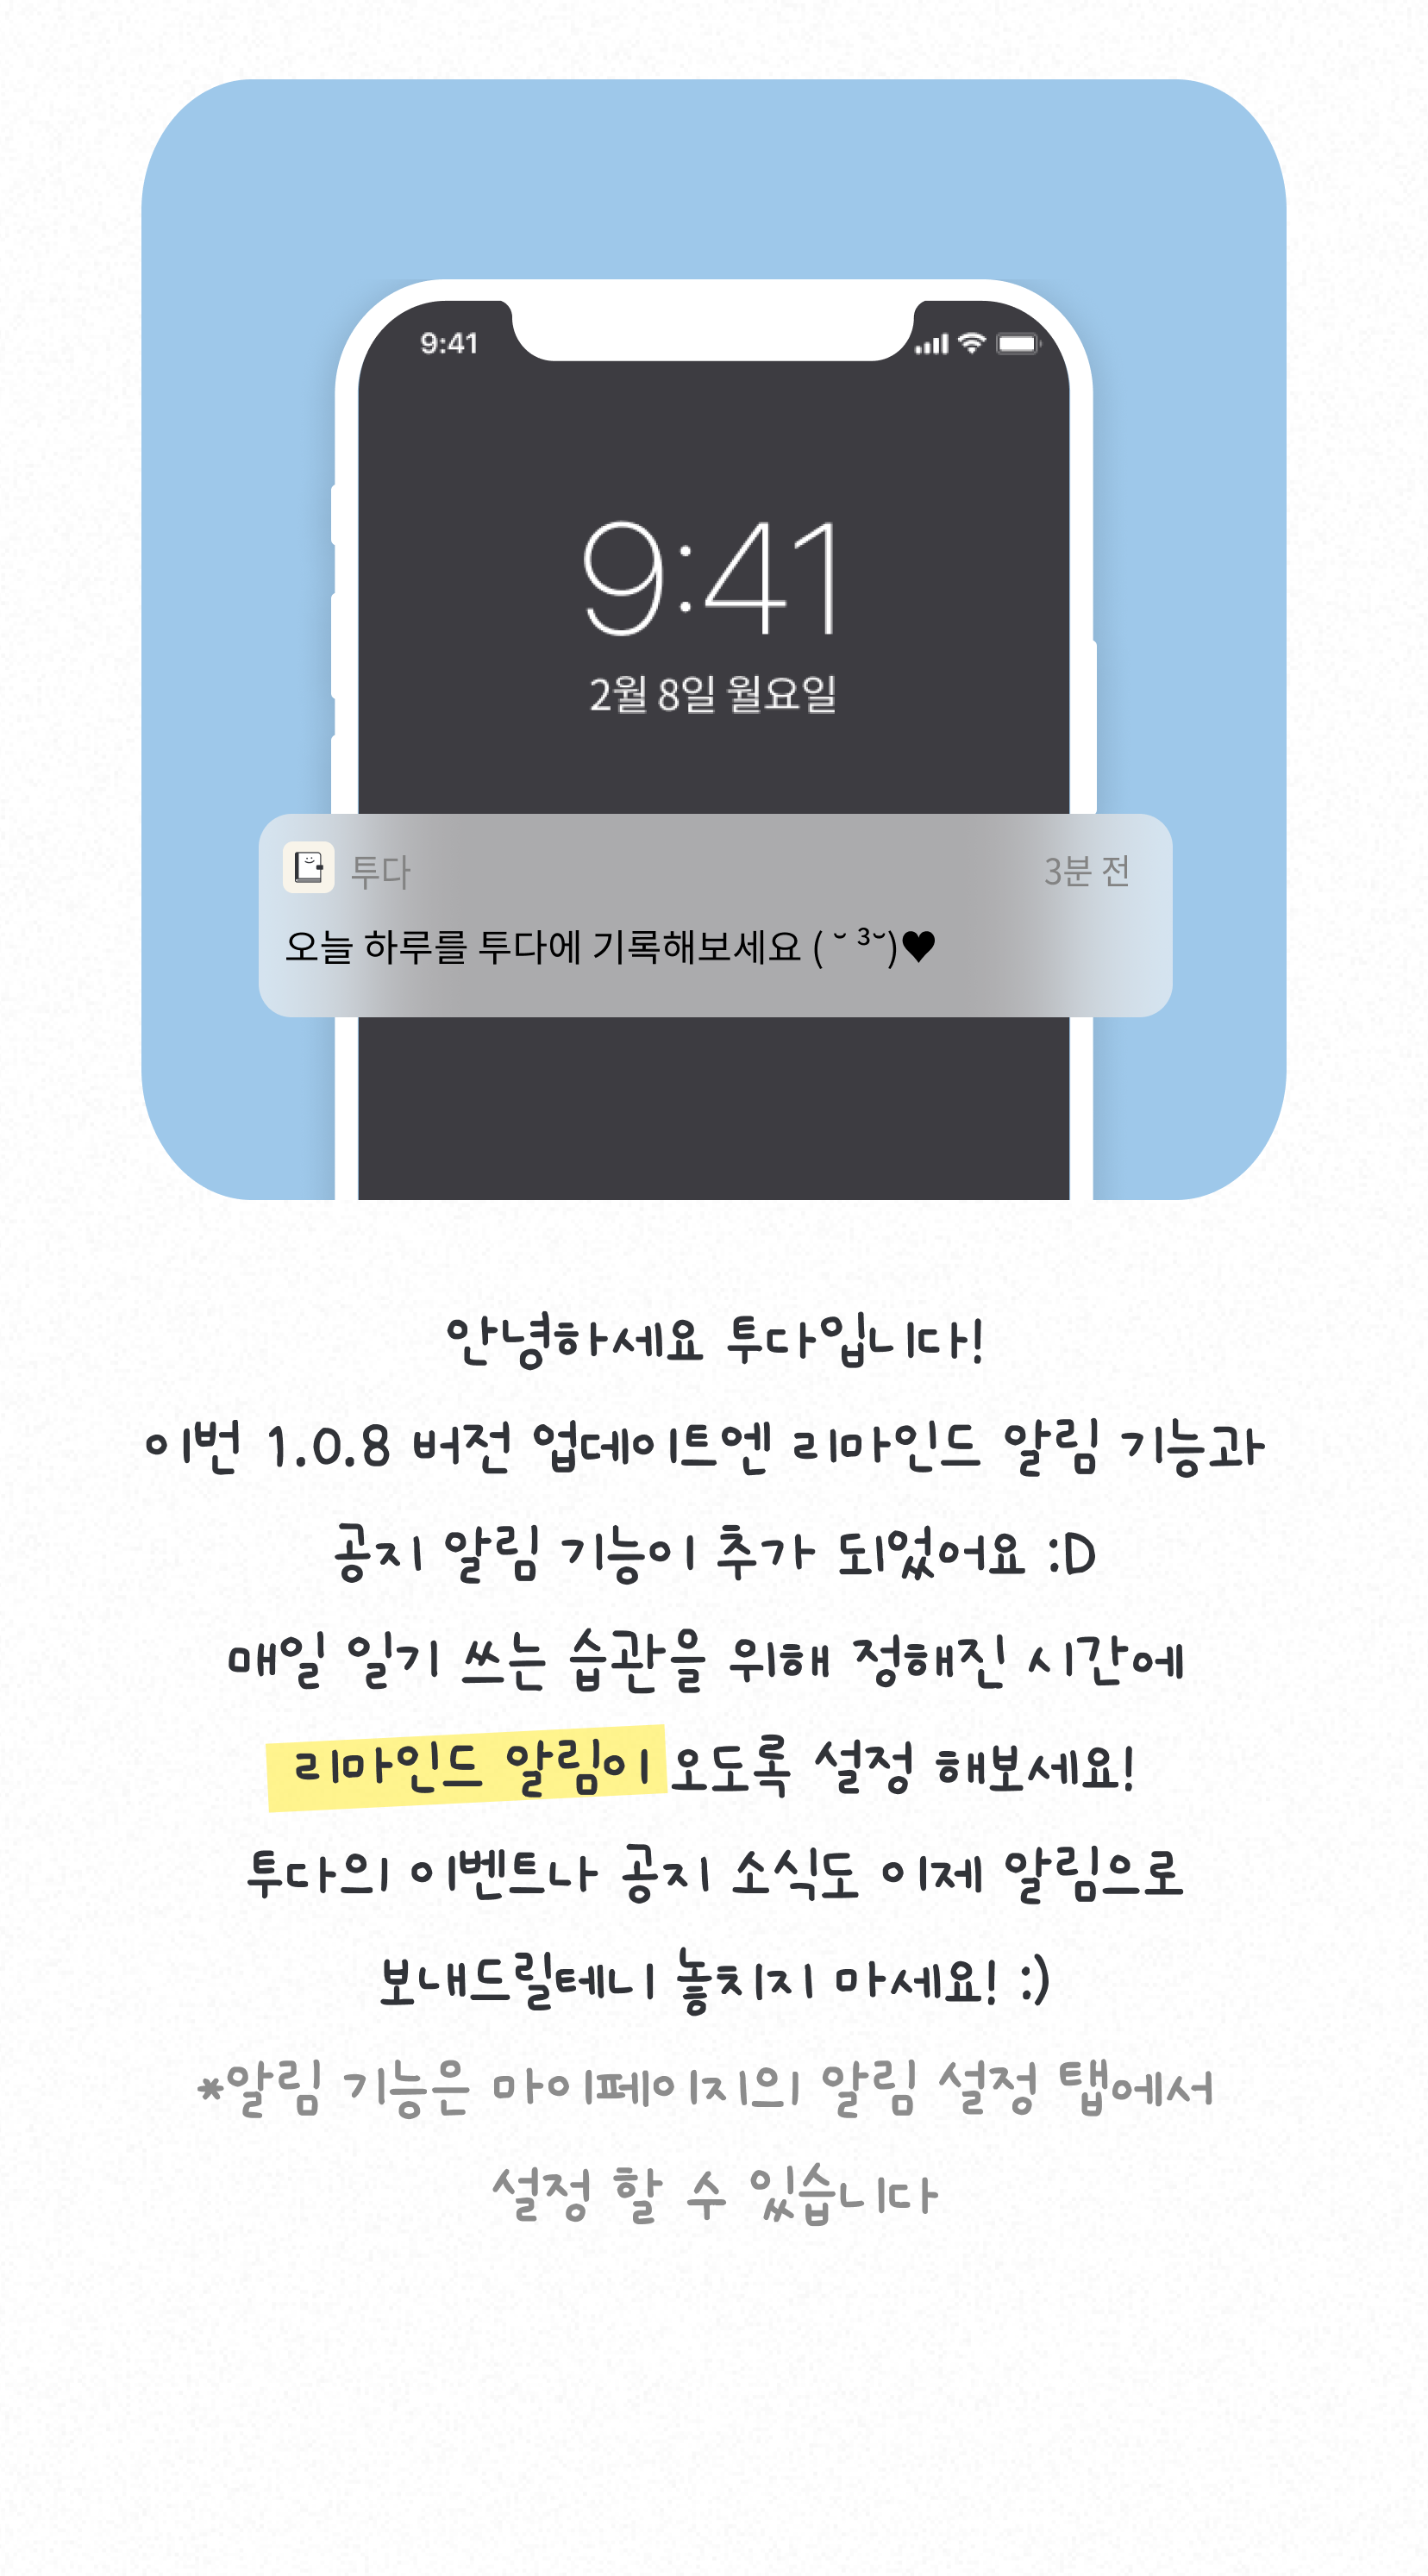 9:41
9:41
2월 8일 월요일
투다 3분 전
오늘 하루를 투다에 기록해보세요 ( ˘ ³˘)♥
안녕하세요 투다입니다!
이번 1.0.8 버전 업데이트엔 리마인드 알림 기능과
공지 알림 기능이 추가 되었어요 :D
매일 일기 쓰는 습관을 위해 정해진 시간에
리마인드 알림이 오도록 설정 해보세요!
투다의 이벤트나 공지 소식도 이제 알림으로
보내드릴테니 놓치지 마세요! :)
*알림 기능은 마이페이지의 알림 설정 탭에서
설정 할 수 있습니다